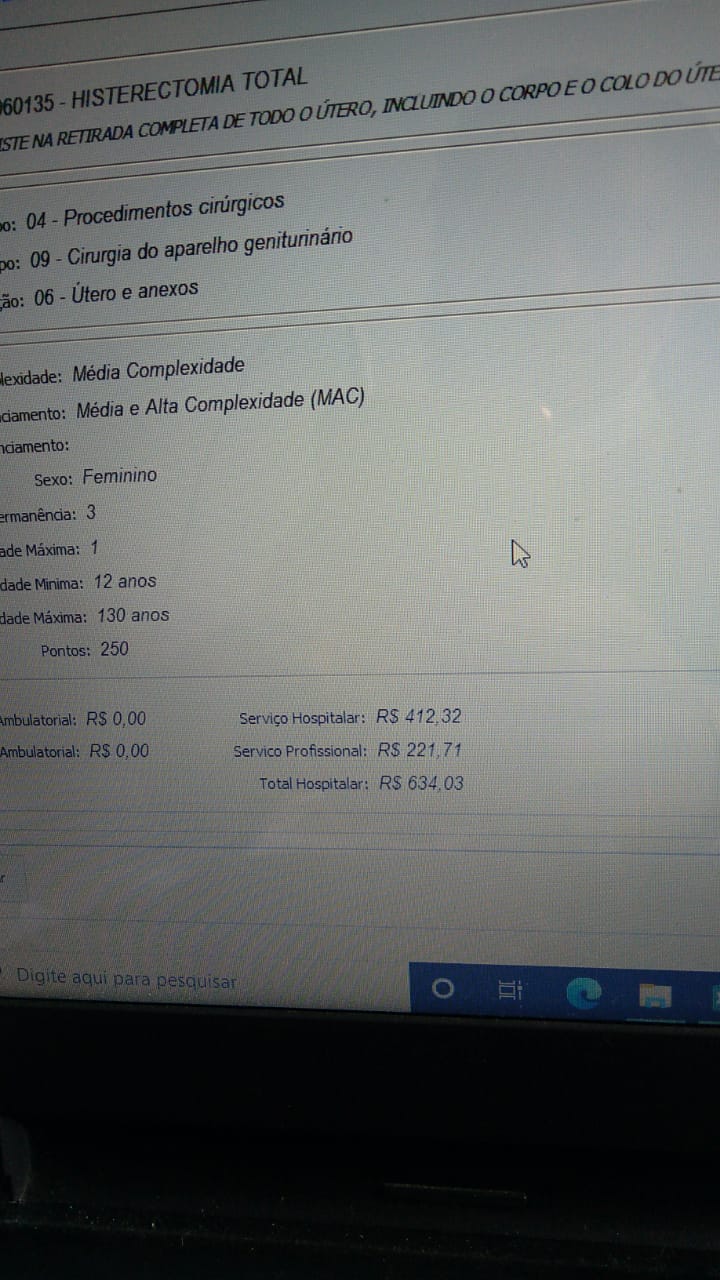 060135 - HISTERECTOMIA TOTAL
ISTE NA RETIRADA COMPLETA DE TODO O ÚTERO, INCLUINDO O CORPO E O COLO DO ÚTE
po: 04 - Procedimentos cirúrgicos
po: 09 - Cirurgia do aparelho geniturinário
ção: 06 - Útero e anexos
lexidade: Média Complexidade
nciamento: Média e Alta Complexidade (MAC)
nciamento:
Sexo: Feminino
ermanência: 3
ade Máxima: 1
dade Minima: 12 anos
dade Máxima: 130 anos
Pontos: 250
Ambulatorial: R$ 0,00 Serviço Hospitalar: R$ 412,32
Ambulatorial: R$ 0,00 Servico Profissional: R$ 221,71
Total Hospitalar: R$ 634,03
r
Digite aqui para pesquisar